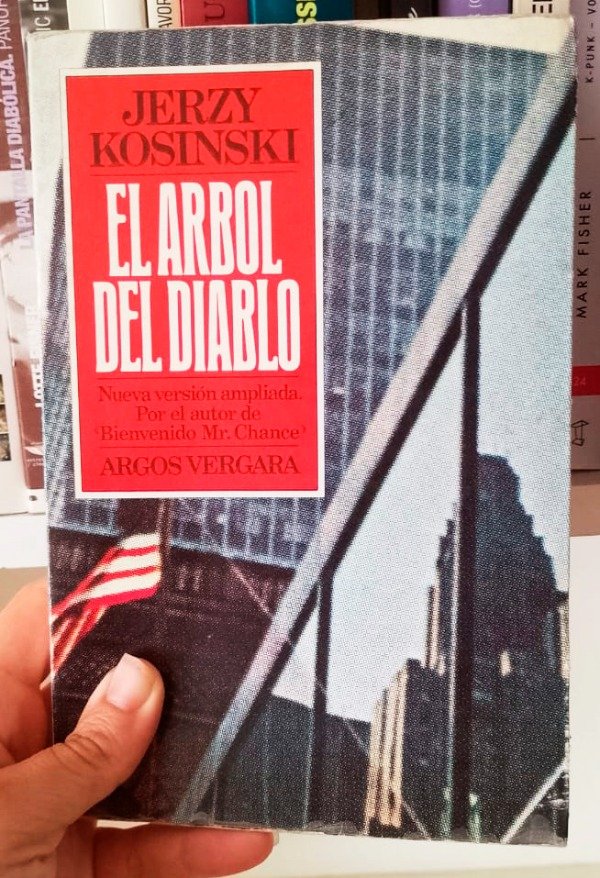 JERZY
KOSINSKI
EL ARBOL
DEL DIABLO
Nueva versión ampliada.
Por el autor de
‘Bienvenido Mr. Chance’
ARGOS VERGARA
LA PANTALLA DIABÓLICA.
MARK FISHER
K-PUNK –